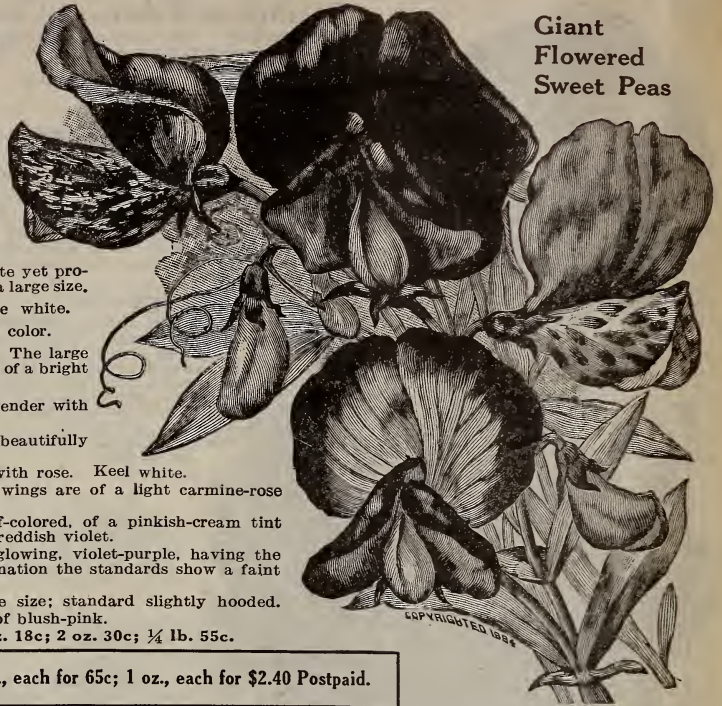 Giant
Flowered
Sweet Peas
te yet pro-
a large size.
e white.
color.
The large
of a bright
ender with
beautifully
with rose. Keel white.
wings are of a light carmine-rose
f-colored, of a pinkish-cream tint
reddish violet.
glowing, violet-purple, having the
nation the standards show a faint
e size; standard slightly hooded.
of blush-pink.
z. 18c; 2 oz. 30c; ¼ lb. 55c.
COPYRIGHTED
., each for 65c; 1 oz., each for $2.40 Postpaid.